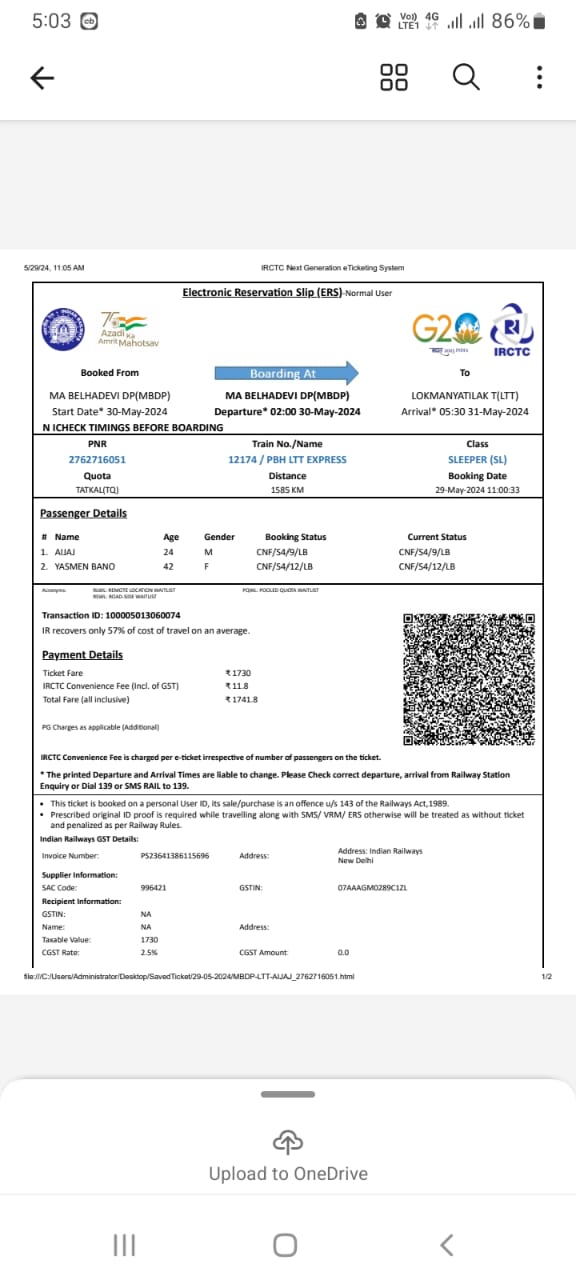 5:03
Vo)) LTE1 4G 86%
5/29/24, 11:05 AM IRCTC Next Generation eTicketing System
Electronic Reservation Slip (ERS)-Normal User
75
Azadi Ka
Amrit Mahotsav
G20
IRCTC
Booked From Boarding At To
MA BELHADEVI DP(MBDP) MA BELHADEVI DP(MBDP) LOKMANYATILAK T(LTT)
Start Date* 30-May-2024 Departure* 02:00 30-May-2024 Arrival* 05:30 31-May-2024
N ICHECK TIMINGS BEFORE BOARDING
PNR Train No./Name Class
2762716051 12174 / PBH LTT EXPRESS SLEEPER (SL)
Quota Distance Booking Date
TATKAL(TQ) 1585 KM 29-May-2024 11:00:33
Passenger Details
# Name Age Gender Booking Status Current Status
1. AIJAJ 24 M CNF/S4/9/LB CNF/S4/9/LB
2. YASMEN BANO 42 F CNF/S4/12/LB CNF/S4/12/LB
Acronyms: RLWL: REMOTE LOCATION WAITLIST PQWL: POOLED QUOTA WAITLIST
RSWL: ROAD-SIDE WAITLIST
Transaction ID: 100005013060074
IR recovers only 57% of cost of travel on an average.
Payment Details
Ticket Fare ₹ 1730
IRCTC Convenience Fee (Incl. of GST) ₹ 11.8
Total Fare (all inclusive) ₹ 1741.8
PG Charges as applicable (Additional)
IRCTC Convenience Fee is charged per e-ticket irrespective of number of passengers on the ticket.
* The printed Departure and Arrival Times are liable to change. Please Check correct departure, arrival from Railway Station
Enquiry or Dial 139 or SMS RAIL to 139.
• This ticket is booked on a personal User ID, its sale/purchase is an offence u/s 143 of the Railways Act,1989.
• Prescribed original ID proof is required while travelling along with SMS/ VRM/ ERS otherwise will be treated as without ticket
and penalized as per Railway Rules.
Indian Railways GST Details:
Invoice Number: PS23641386115696 Address: Address: Indian Railways
New Delhi
Supplier Information:
SAC Code: 996421 GSTIN: 07AAAGM0289C1ZL
Recipient Information:
GSTIN: NA
Name: NA Address:
Taxable Value: 1730
CGST Rate: 2.5% CGST Amount: 0.0
file:///C:/Users/Administrator/Desktop/SavedTicket/29-05-2024/MBDP-LTT-AIJAJ_2762716051.html 1/2
Upload to OneDrive